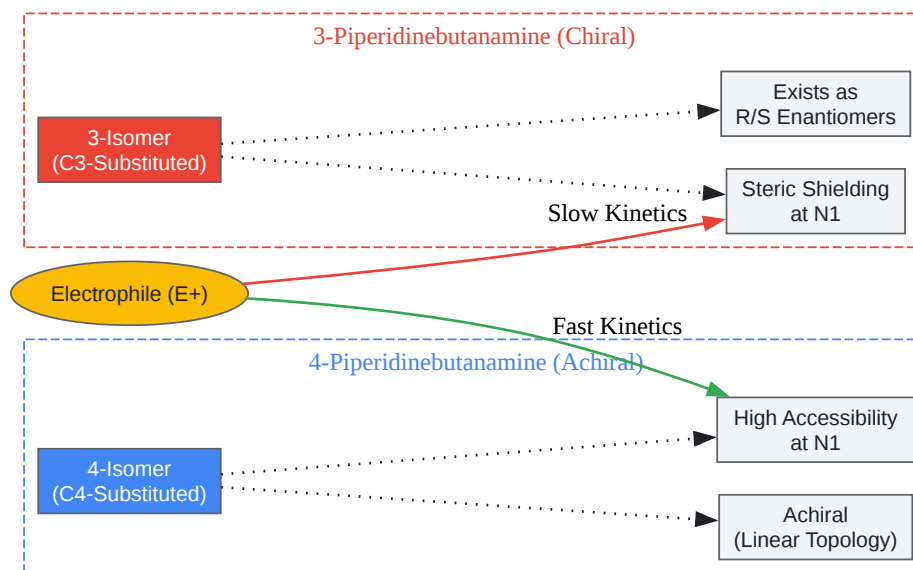 3-Piperidinebutanamine (Chiral)
Exists as
R/S Enantiomers
3-Isomer
(C3-Substituted)
Steric Shielding
at N1
Slow Kinetics
Electrophile (E+)
Fast Kinetics
4-Piperidinebutanamine (Achiral)
High Accessibility
at N1
4-Isomer
(C4-Substituted)
Achiral
(Linear Topology)